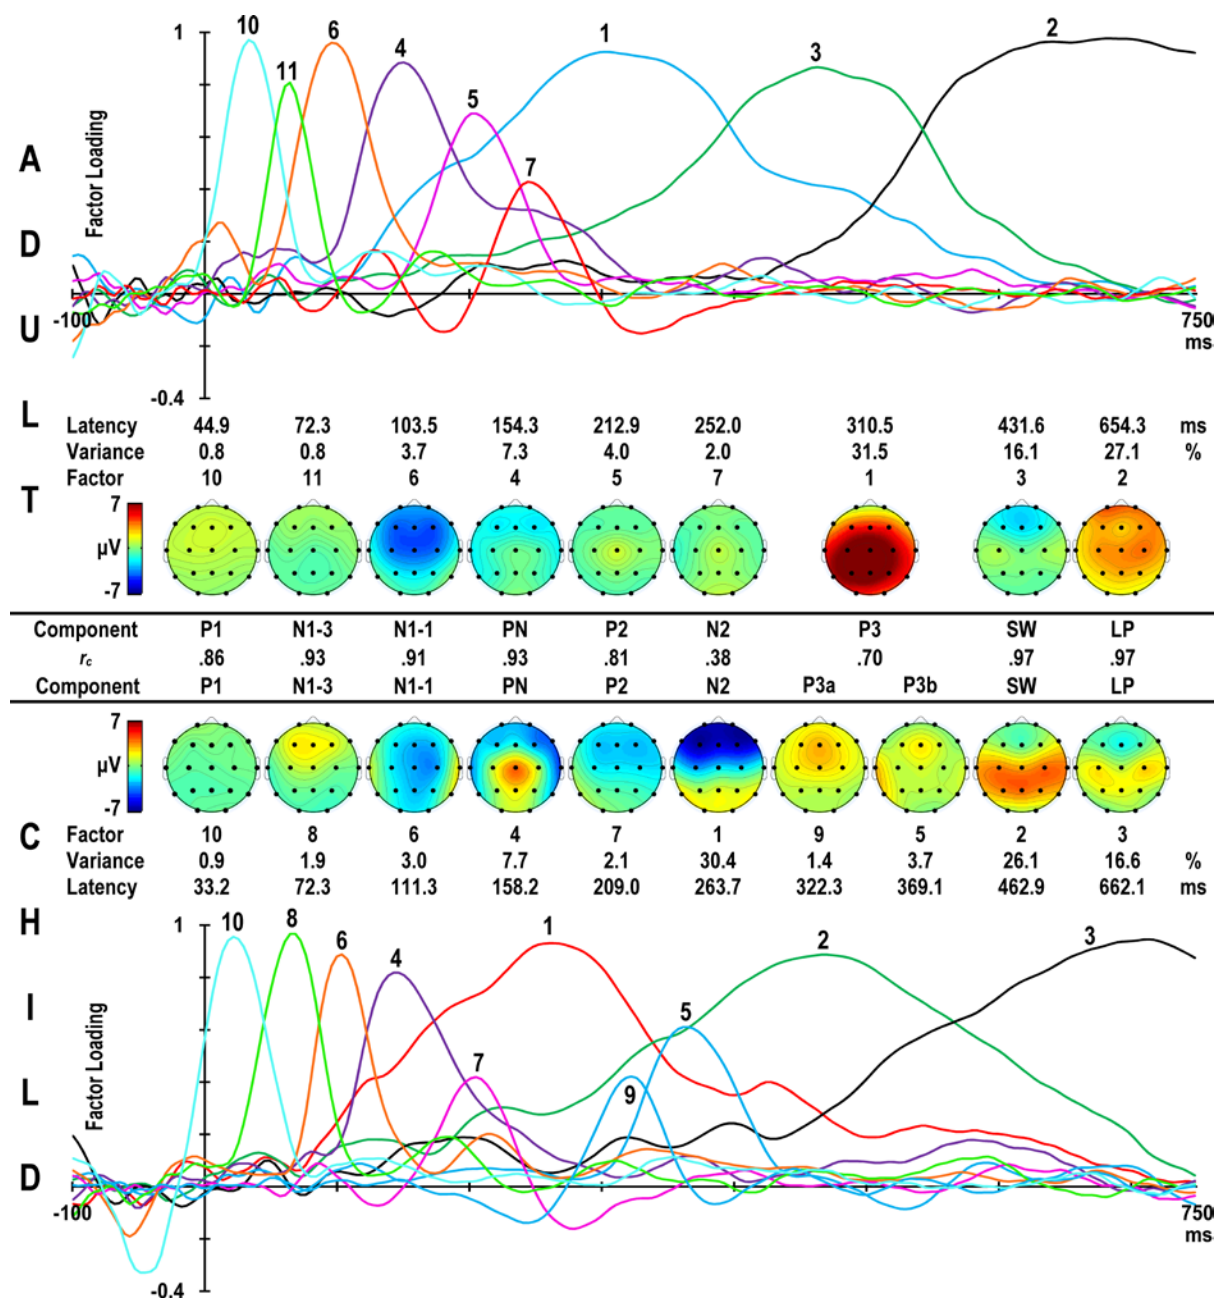 1
10
6
4
1
3
2
11
5
7
Factor Loading
-100
750
ms
-0.4
A
D
U
L
T
Latency 44.9 72.3 103.5 154.3 212.9 252.0 310.5 431.6 654.3 ms
Variance 0.8 0.8 3.7 7.3 4.0 2.0 31.5 16.1 27.1 %
Factor 10 11 6 4 5 7 1 3 2
7
µV
-7
Component P1 N1-3 N1-1 PN P2 N2 P3 SW LP
rc .86 .93 .91 .93 .81 .38 .70 .97 .97
Component P1 N1-3 N1-1 PN P2 N2 P3a P3b SW LP
7
µV
-7
Factor 10 8 6 4 7 1 9 5 2 3
Variance 0.9 1.9 3.0 7.7 2.1 30.4 1.4 3.7 26.1 16.6 %
Latency 33.2 72.3 111.3 158.2 209.0 263.7 322.3 369.1 462.9 662.1 ms
C
H
I
L
D
1
10
8
6
4
1
2
3
5
7
9
Factor Loading
-100
750
ms
-0.4